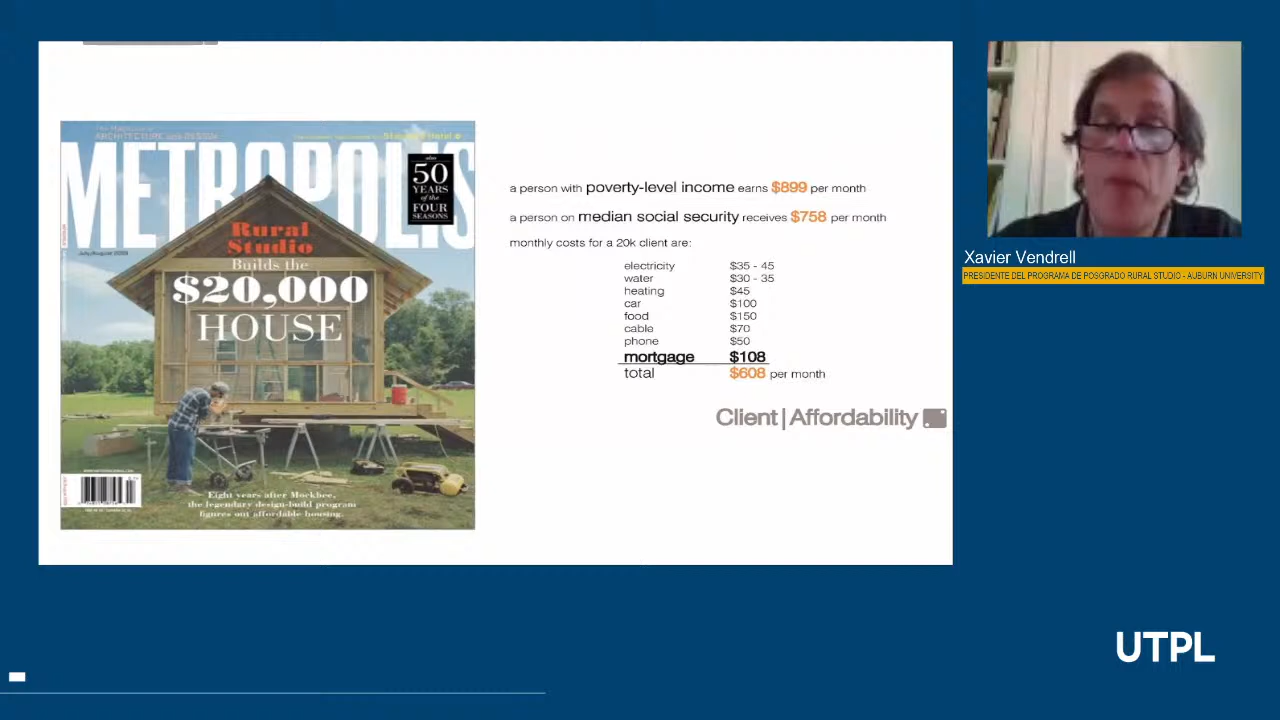 METROPOLIS
also
50
YEARS
of the
FOUR
SEASONS
Rural
Studio
Builds the
$20,000
HOUSE
July/August 2009
Eight years after Mockbee,
the legendary design-build program
figures out affordable housing.
a person with poverty-level income earns $899 per month
a person on median social security receives $758 per month
monthly costs for a 20k client are:
electricity $35 - 45
water $30 - 35
heating $45
car $100
food $150
cable $70
phone $50
mortgage $108
total $608 per month
Client|Affordability
Xavier Vendrell
PRESIDENTE DEL PROGRAMA DE POSGRADO RURAL STUDIO - AUBURN UNIVERSITY
UTPL